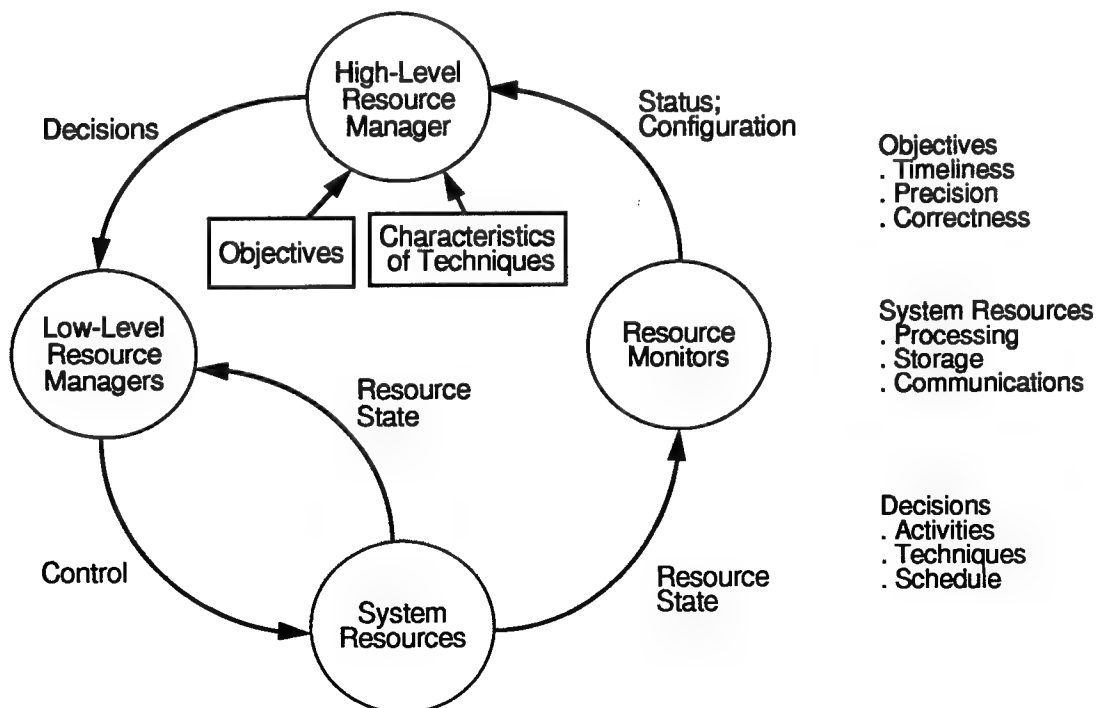 High-Level
Resource
Manager
Decisions
Status;
Configuration
Objectives
Characteristics
of Techniques
Low-Level
Resource
Managers
Resource
Monitors
Resource
State
Control
System
Resources
Resource
State
Objectives
. Timeliness
. Precision
. Correctness
System Resources
. Processing
. Storage
. Communications
Decisions
. Activities
. Techniques
. Schedule